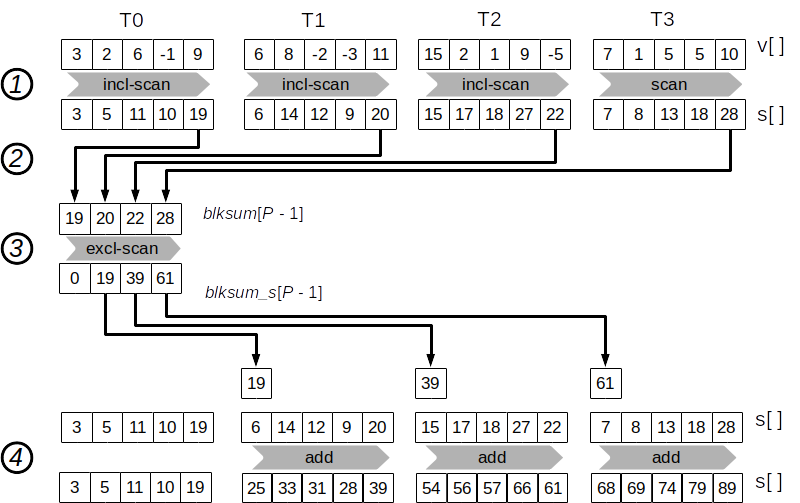 T0 T1 T2 T3
3 2 6 -1 9 6 8 -2 -3 11 15 2 1 9 -5 7 1 5 5 10 v[ ]
1 incl-scan incl-scan incl-scan scan
3 5 11 10 19 6 14 12 9 20 15 17 18 27 22 7 8 13 18 28 s[ ]
2
19 20 22 28 blksum[P - 1]
3 excl-scan
0 19 39 61 blksum_s[P - 1]
19 39 61
3 5 11 10 19 6 14 12 9 20 15 17 18 27 22 7 8 13 18 28 s[ ]
4 add add add
3 5 11 10 19 25 33 31 28 39 54 56 57 66 61 68 69 74 79 89 s[ ]